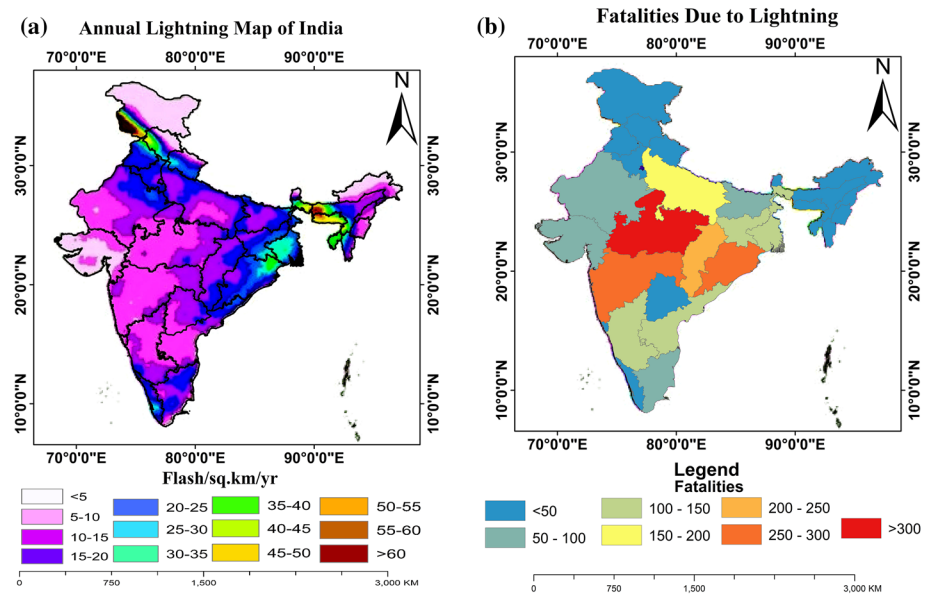 (a)
Annual Lightning Map of India
70°0'0"E 80°0'0"E 90°0'0"E
N
30°0'0"N
30°0'0"N
20°0'0"N
20°0'0"N
10°0'0"N
10°0'0"N
70°0'0"E 80°0'0"E 90°0'0"E
Flash/sq.km/yr
<5
5-10
10-15
15-20
20-25
25-30
30-35
35-40
40-45
45-50
50-55
55-60
>60
0 750 1,500 3,000 KM
(b)
Fatalities Due to Lightning
70°0'0"E 80°0'0"E 90°0'0"E
N
30°0'0"N
30°0'0"N
20°0'0"N
20°0'0"N
10°0'0"N
10°0'0"N
70°0'0"E 80°0'0"E 90°0'0"E
Legend
Fatalities
<50
50 - 100
100 - 150
150 - 200
200 - 250
250 - 300
>300
0 750 1,500 3,000 KM